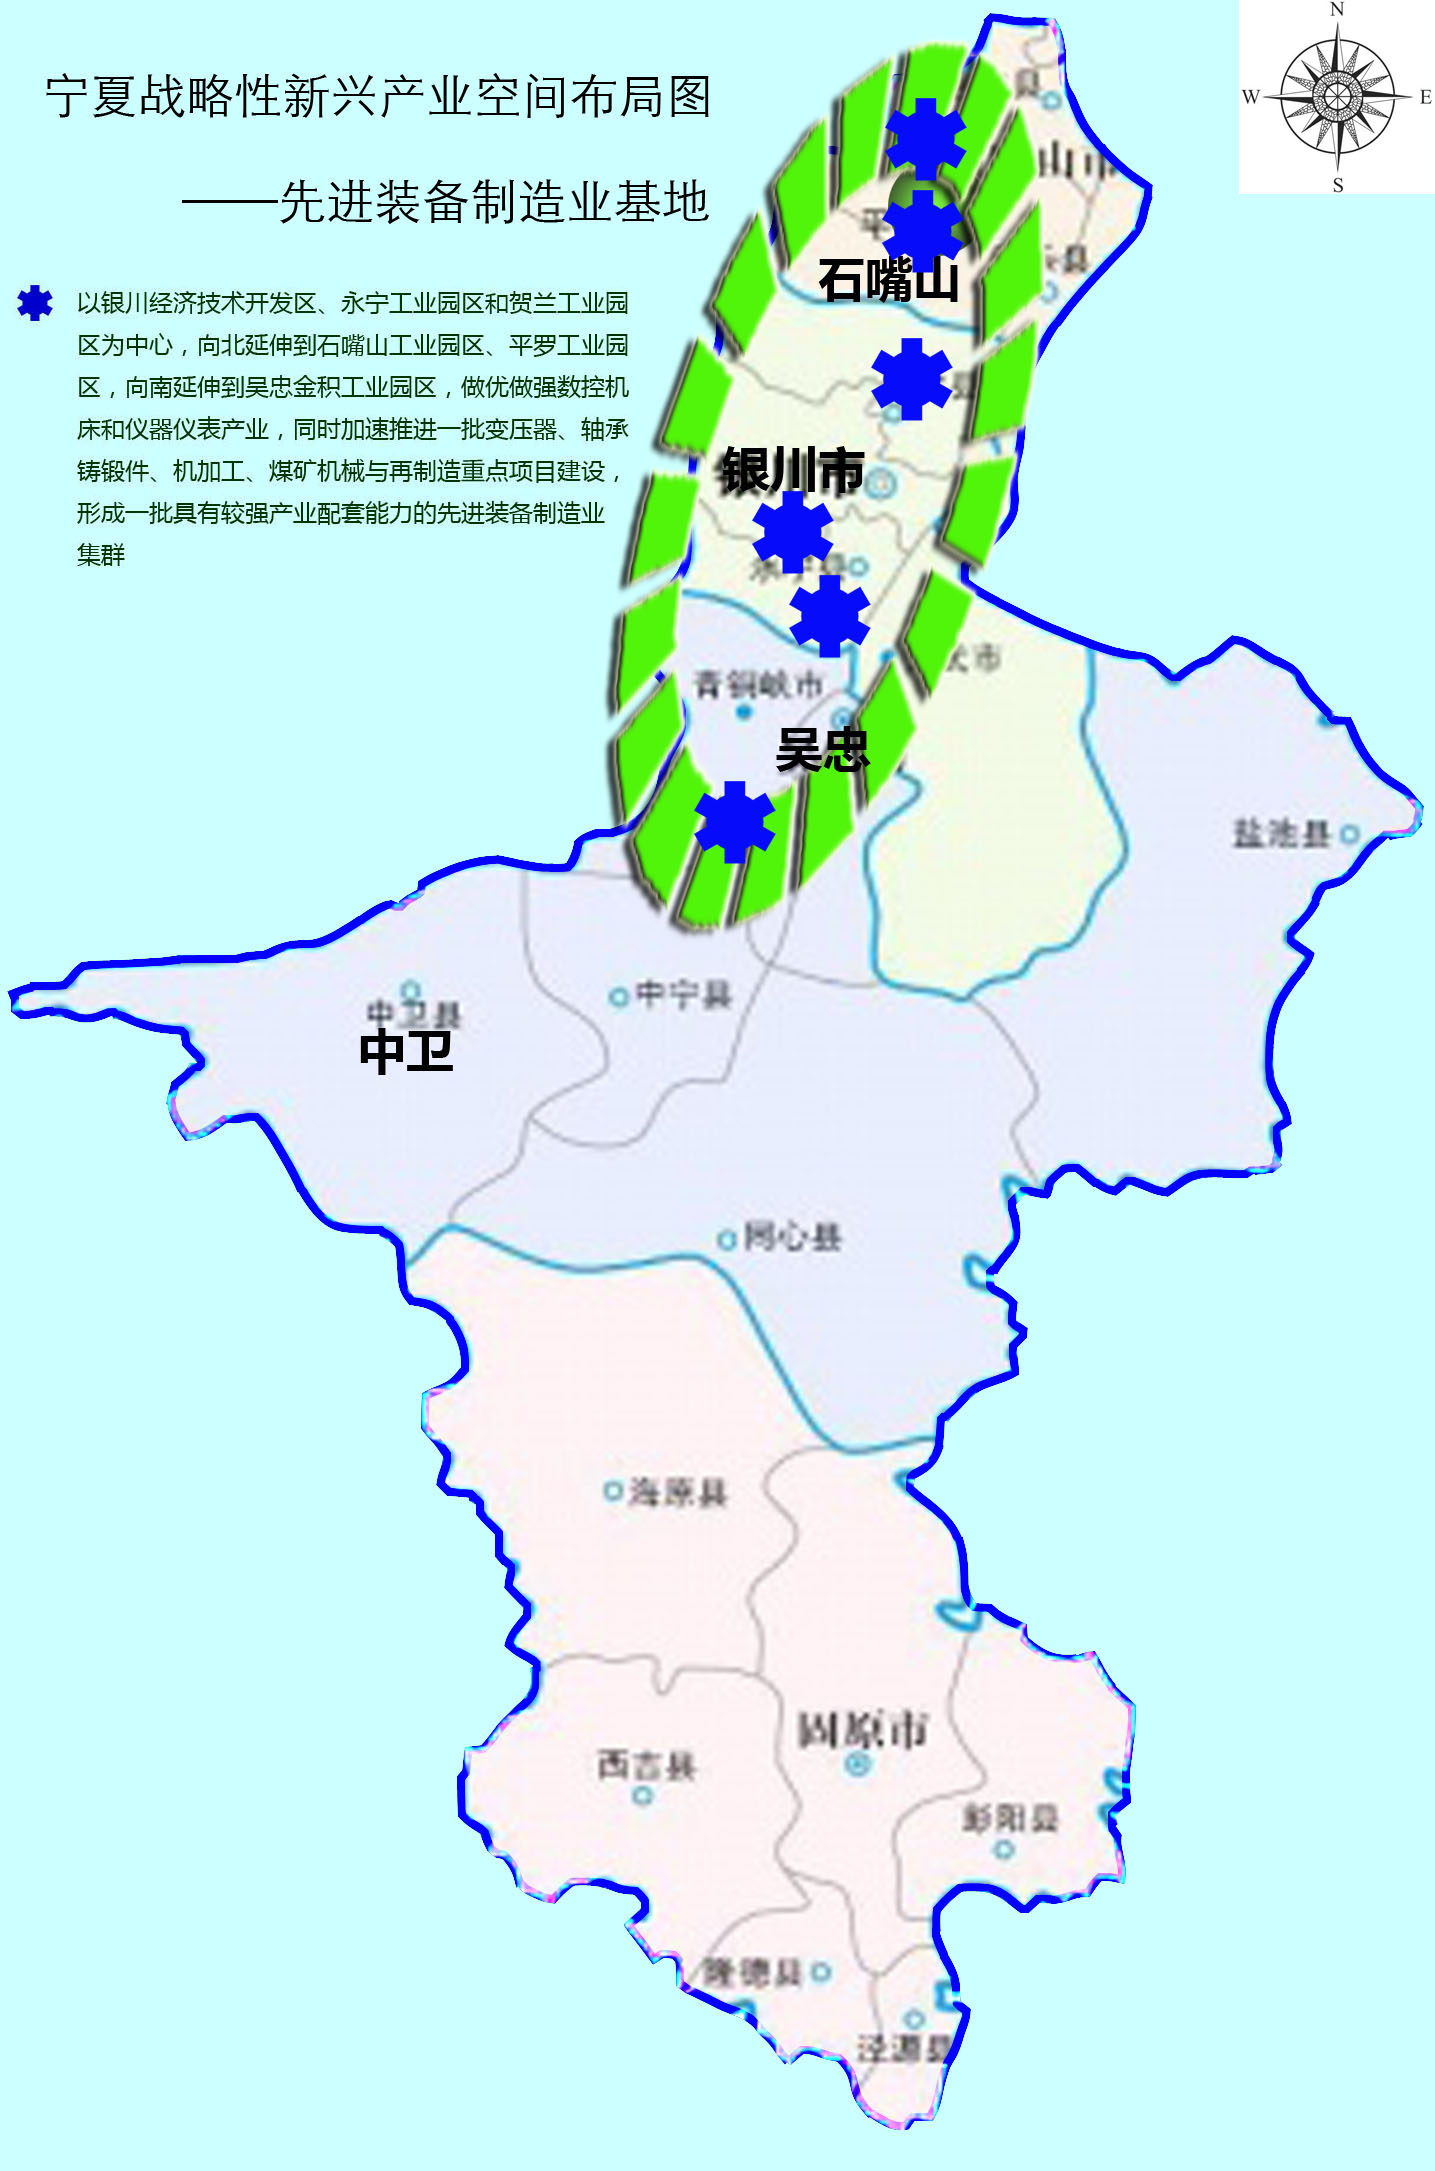 宁夏战略性新兴产业空间布局图
——先进装备制造业基地
N
W
E
S
以银川经济技术开发区、永宁工业园区和贺兰工业园
区为中心，向北延伸到石嘴山工业园区、平罗工业园
区，向南延伸到吴忠金积工业园区，做优做强数控机
床和仪器仪表产业，同时加速推进一批变压器、轴承
铸锻件、机加工、煤矿机械与再制造重点项目建设，
形成一批具有较强产业配套能力的先进装备制造业
集群
县
山市
平
县
石嘴山
县
银川市
永宁县
市
青铜峡市
吴忠
盐池县
中宁县
中卫县
中卫
同心县
海原县
固原市
西吉县
彭阳县
隆德县
泾源县